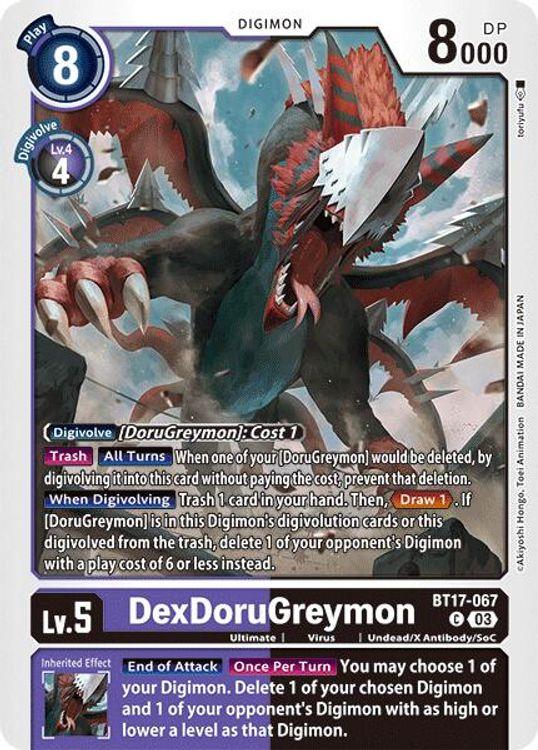 Play
DIGIMON
DP
8
8000
Digivolve
Lv.4
4
toriyufu
©Akiyoshi Hongo, Toei Animation BANDAI MADE IN JAPAN
Digivolve [DoruGreymon]: Cost 1
Trash All Turns When one of your [DoruGreymon] would be deleted, by
digivolving it into this card without paying the cost, prevent that deletion.
When Digivolving Trash 1 card in your hand. Then, Draw 1. If
[DoruGreymon] is in this Digimon's digivolution cards or this
digivolved from the trash, delete 1 of your opponent's Digimon
with a play cost of 6 or less instead.
Lv.5
DexDoruGreymon
BT17-067
C 03
Ultimate | Virus | Undead/X Antibody/SoC
Inherited Effect
End of Attack Once Per Turn You may choose 1 of
your Digimon. Delete 1 of your chosen Digimon
and 1 of your opponent's Digimon with as high or
lower a level as that Digimon.